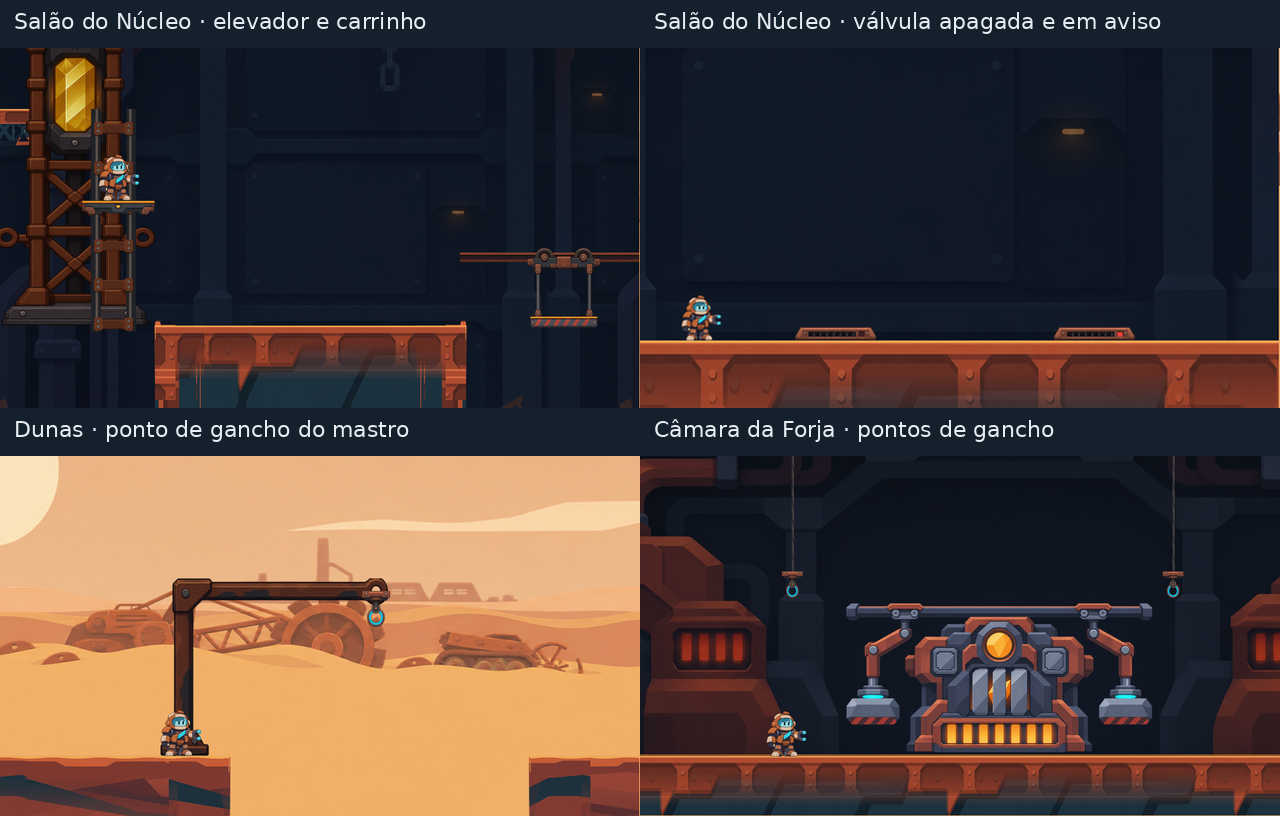 Salão do Núcleo · elevador e carrinho
Salão do Núcleo · válvula apagada e em aviso
Dunas · ponto de gancho do mastro
Câmara da Forja · pontos de gancho